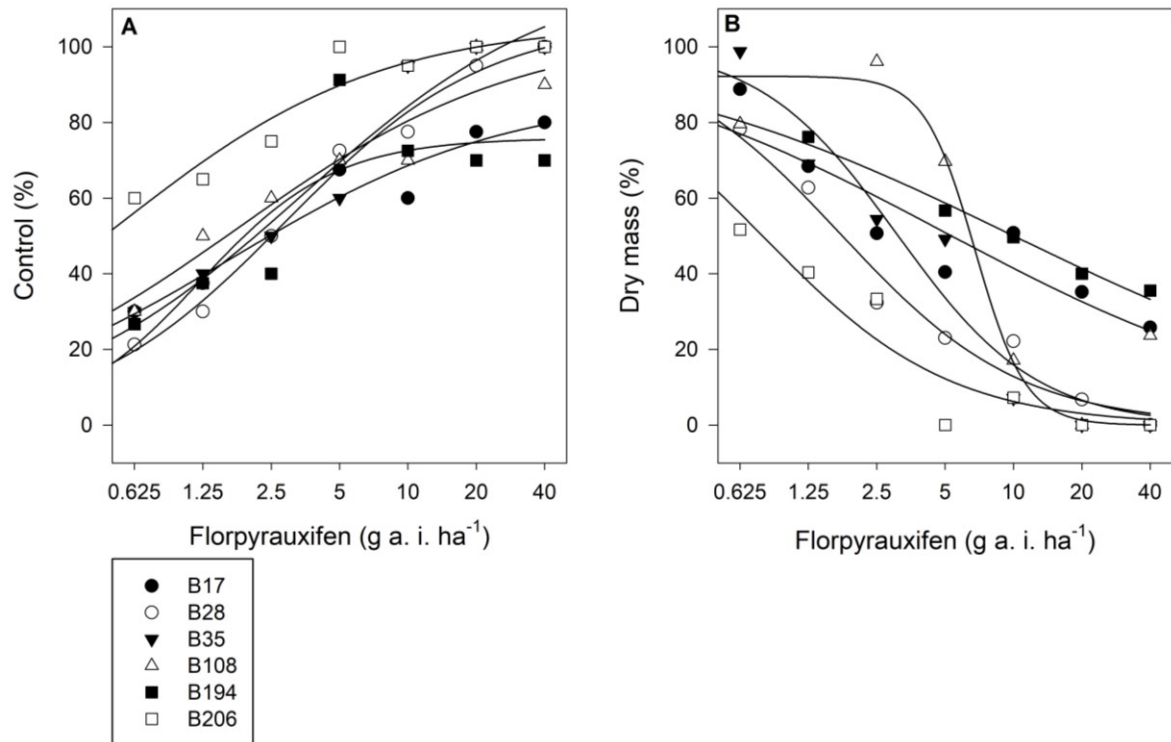 A
Control (%)
100
80
60
40
20
0
0.625 1.25 2.5 5 10 20 40
Florpyrauxifen (g a. i. ha⁻¹)
B
Dry mass (%)
100
80
60
40
20
0
0.625 1.25 2.5 5 10 20 40
Florpyrauxifen (g a. i. ha⁻¹)
B17
B28
B35
B108
B194
B206